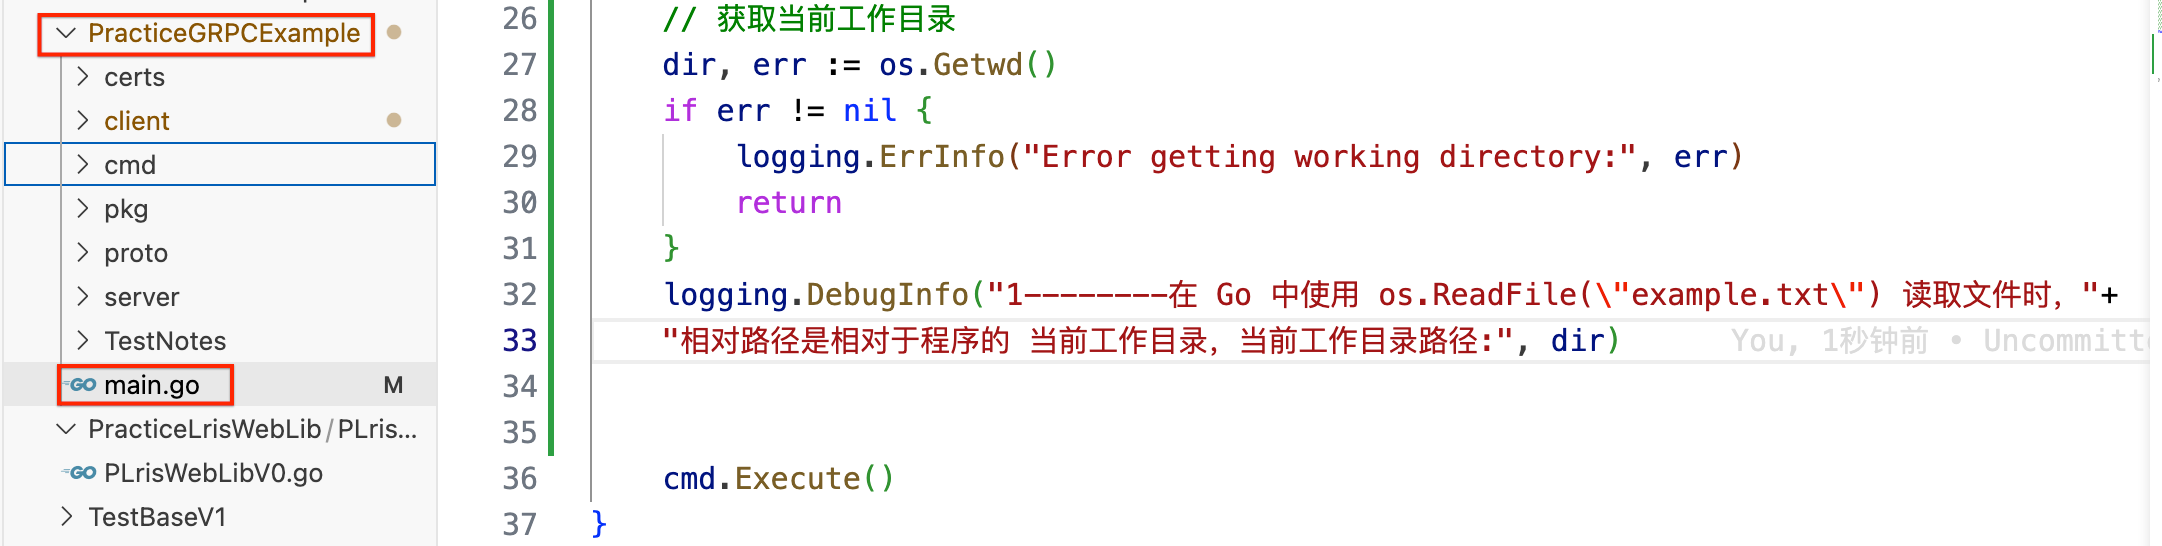 PracticeGRPCExample
certs
client
cmd
pkg
proto
server
TestNotes
GO main.go M
PracticeLrisWebLib/PLris...
GO PLrisWebLibV0.go
TestBaseV1
26 // 获取当前工作目录
27 dir, err := os.Getwd()
28 if err != nil {
29 logging.ErrInfo("Error getting working directory:", err)
30 return
31 }
32 logging.DebugInfo("1--------在 Go 中使用 os.ReadFile(\"example.txt\") 读取文件时，"+
33 "相对路径是相对于程序的 当前工作目录，当前工作目录路径:", dir) You, 1秒钟前 • Uncommitt
34
35
36 cmd.Execute()
37 }